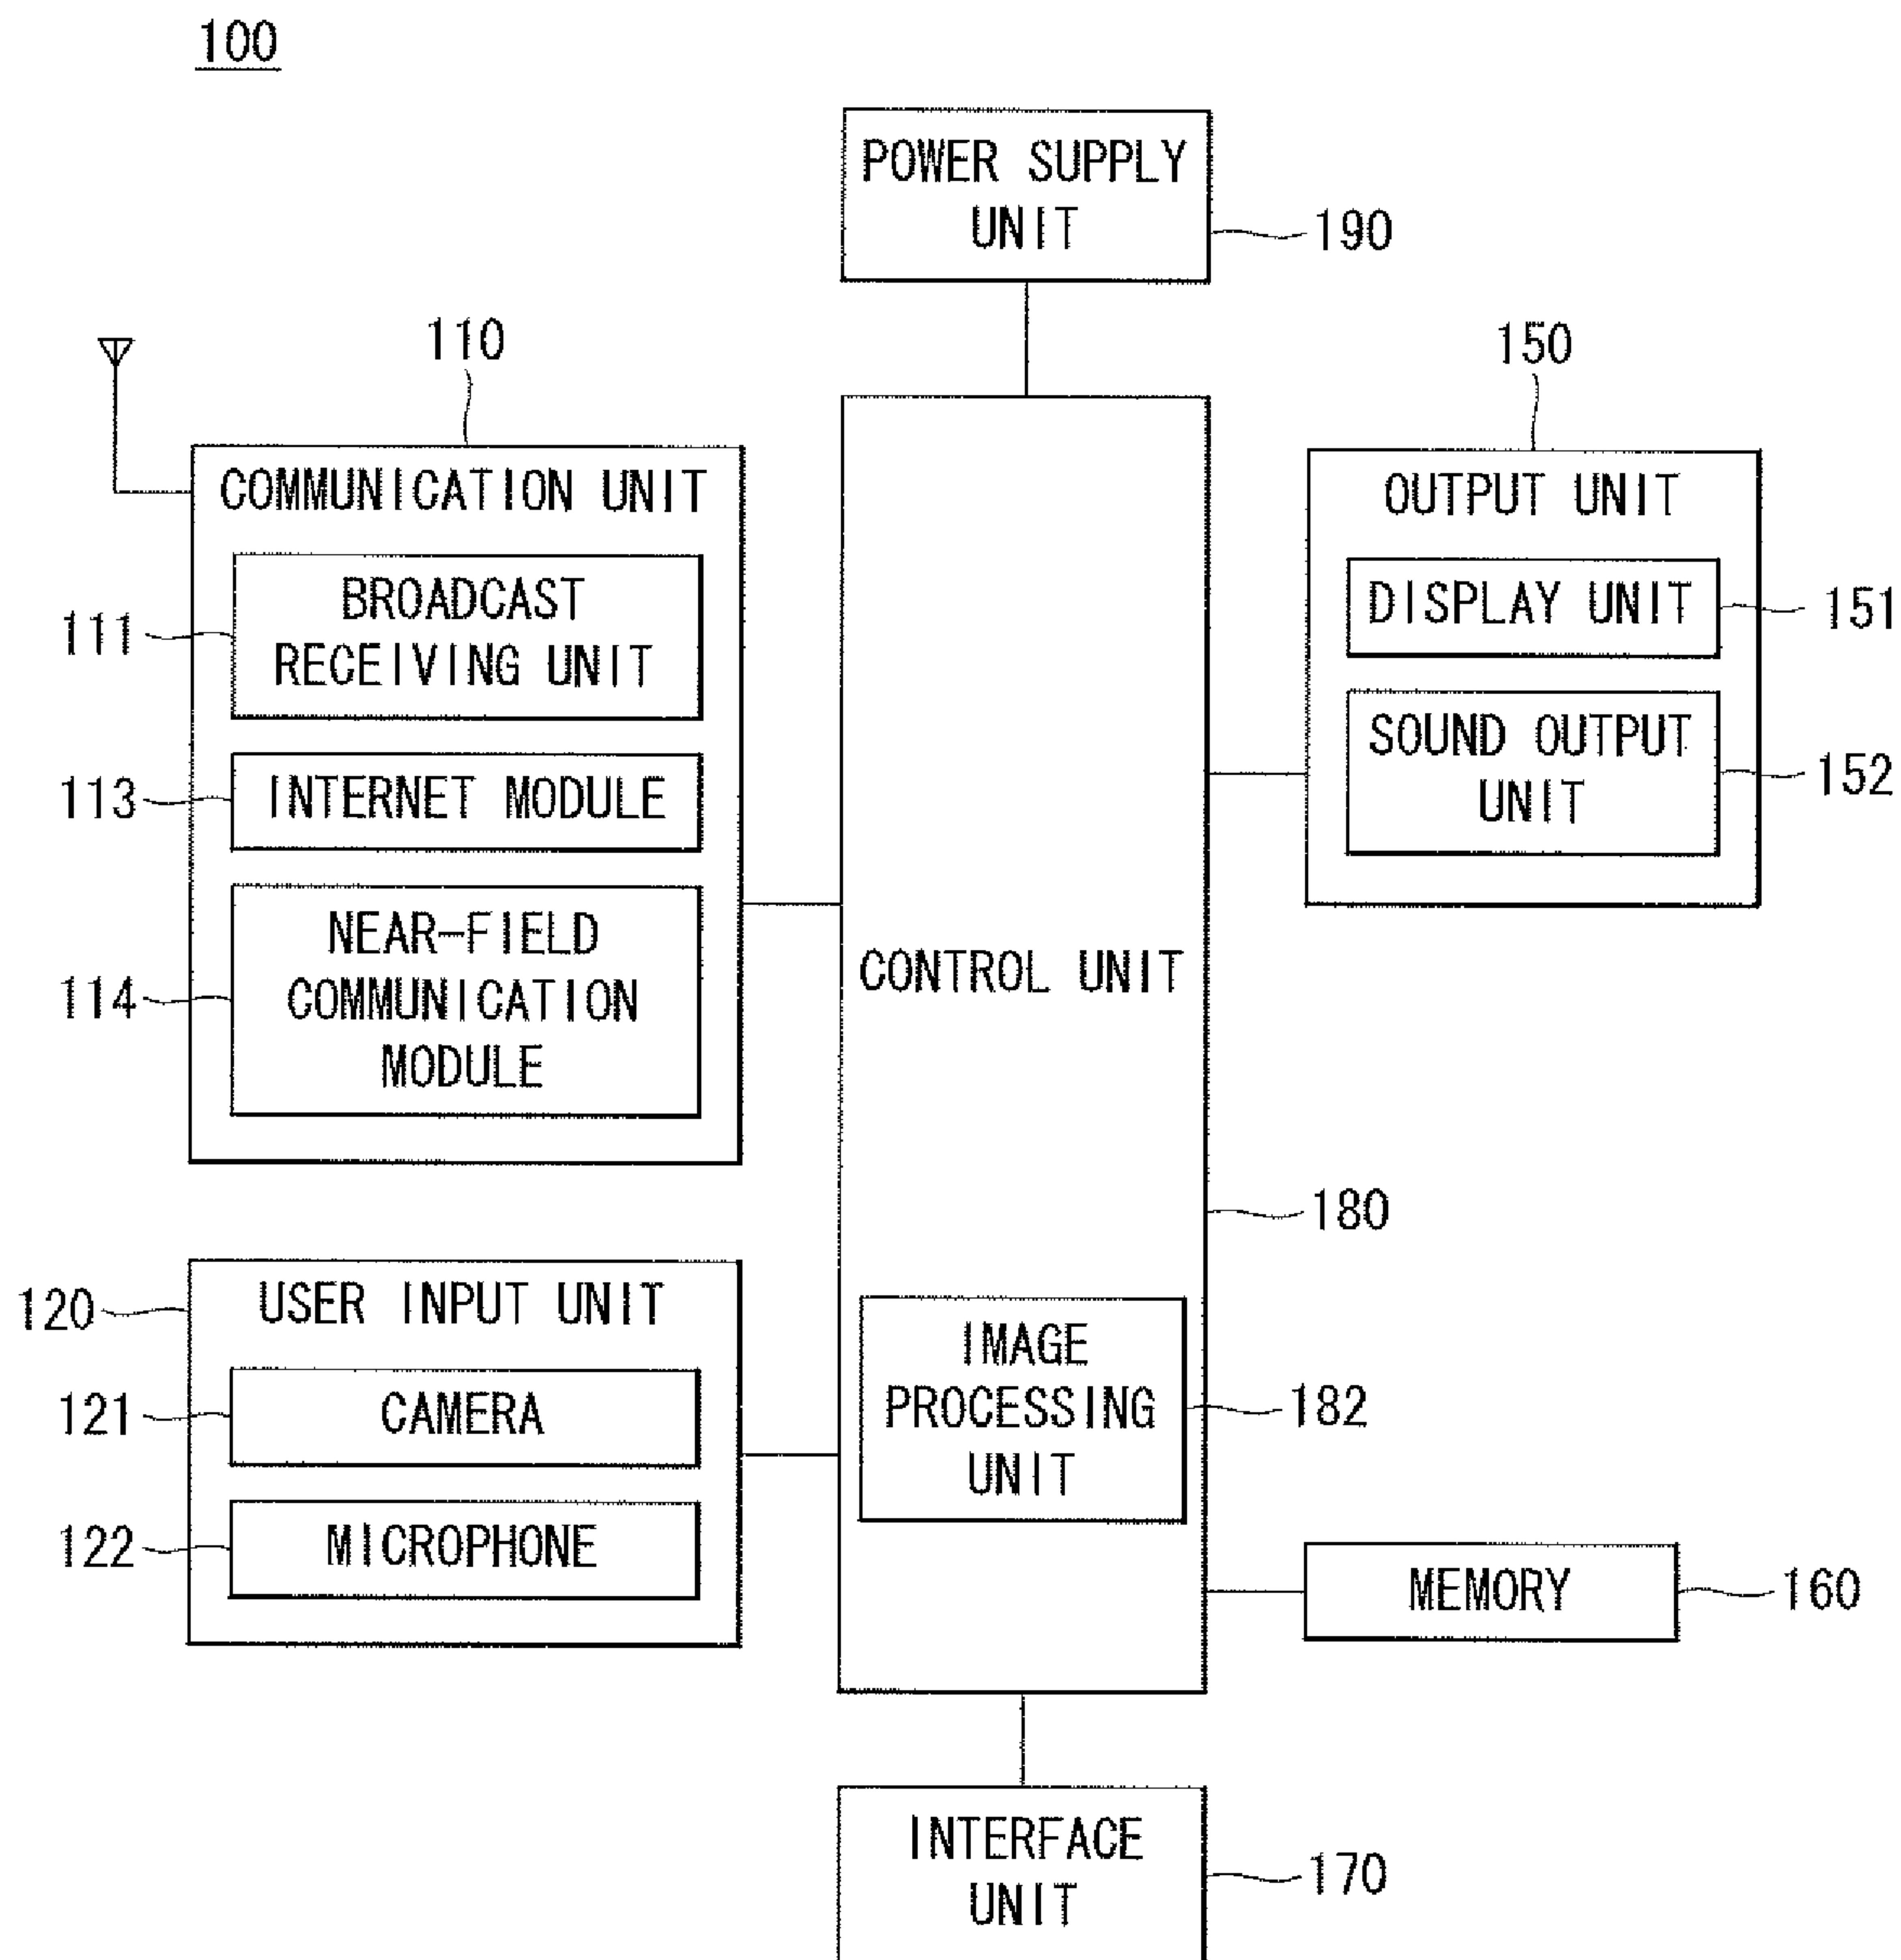 100
POWER SUPPLY
UNIT
190
110
COMMUNICATION UNIT
BROADCAST
RECEIVING UNIT
111
INTERNET MODULE
113
NEAR-FIELD
COMMUNICATION
MODULE
114
150
OUTPUT UNIT
DISPLAY UNIT
151
SOUND OUTPUT
UNIT
152
CONTROL UNIT
180
IMAGE
PROCESSING
UNIT
182
120
USER INPUT UNIT
121
CAMERA
122
MICROPHONE
MEMORY
160
INTERFACE
UNIT
170